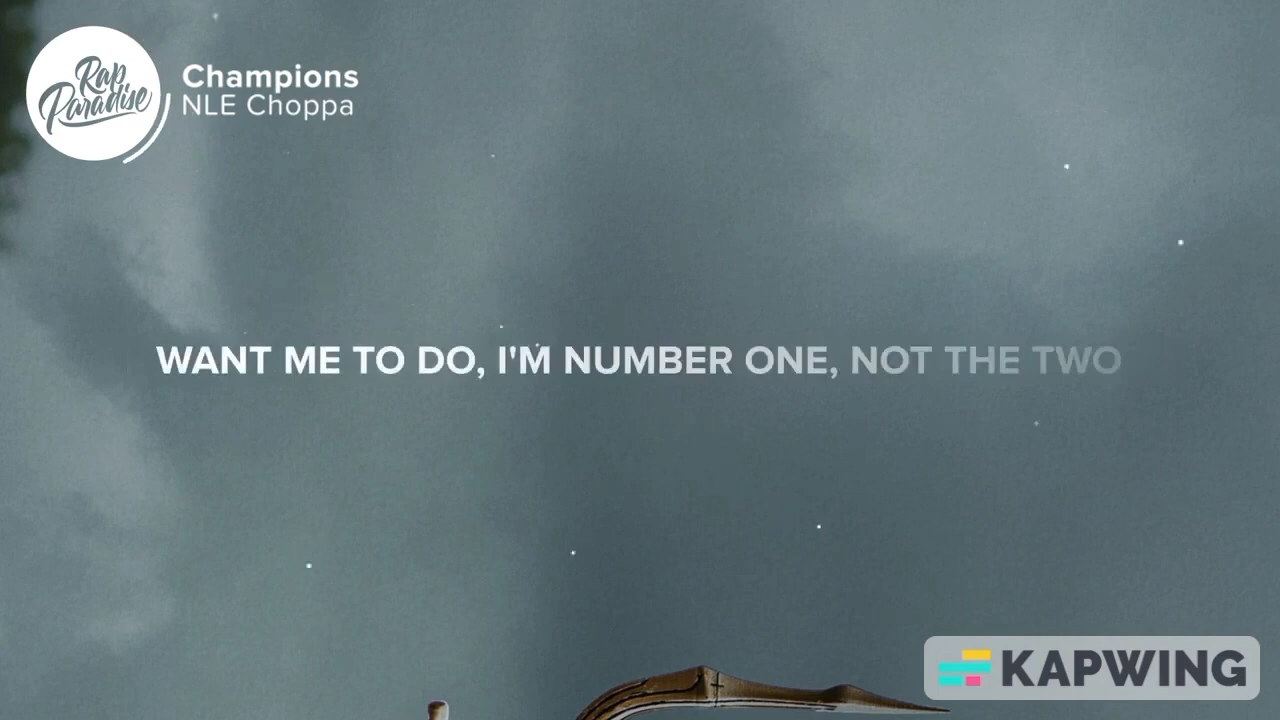 Rap
Paradise
Champions
NLE Choppa
WANT ME TO DO, I'M NUMBER ONE, NOT THE TWO
KAPWING